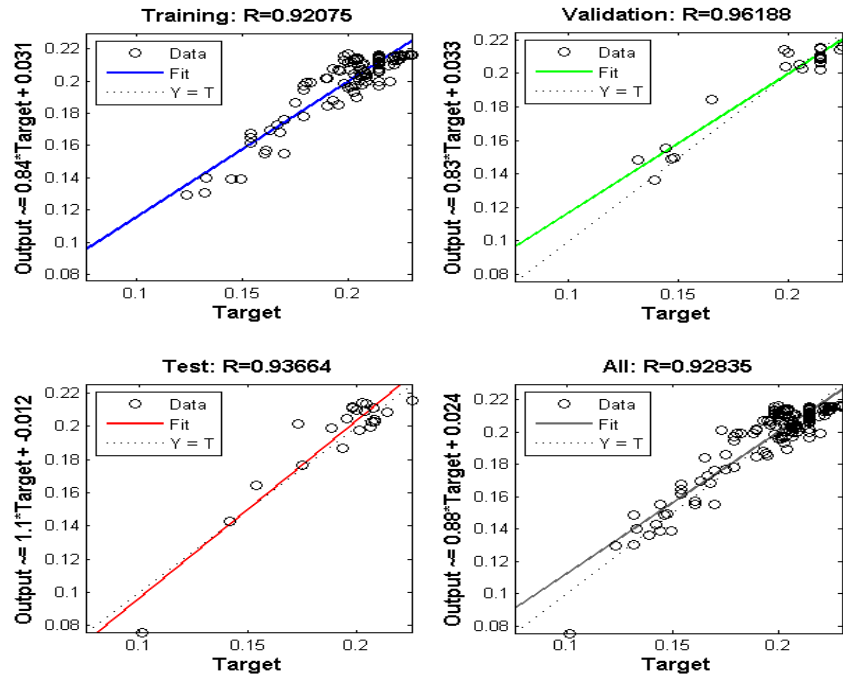 Training: R=0.92075
Output ~= 0.84*Target + 0.031
0.22
0.2
0.18
0.16
0.14
0.12
0.1
0.08
Data
Fit
Y = T
0.1
0.15
0.2
Target
Validation: R=0.96188
Output ~= 0.83*Target + 0.033
0.22
0.2
0.18
0.16
0.14
0.12
0.1
0.08
Data
Fit
Y = T
0.1
0.15
0.2
Target
Test: R=0.93664
Output ~= 1.1*Target + -0.012
0.22
0.2
0.18
0.16
0.14
0.12
0.1
0.08
Data
Fit
Y = T
0.1
0.15
0.2
Target
All: R=0.92835
Output ~= 0.88*Target + 0.024
0.22
0.2
0.18
0.16
0.14
0.12
0.1
0.08
Data
Fit
Y = T
0.1
0.15
0.2
Target